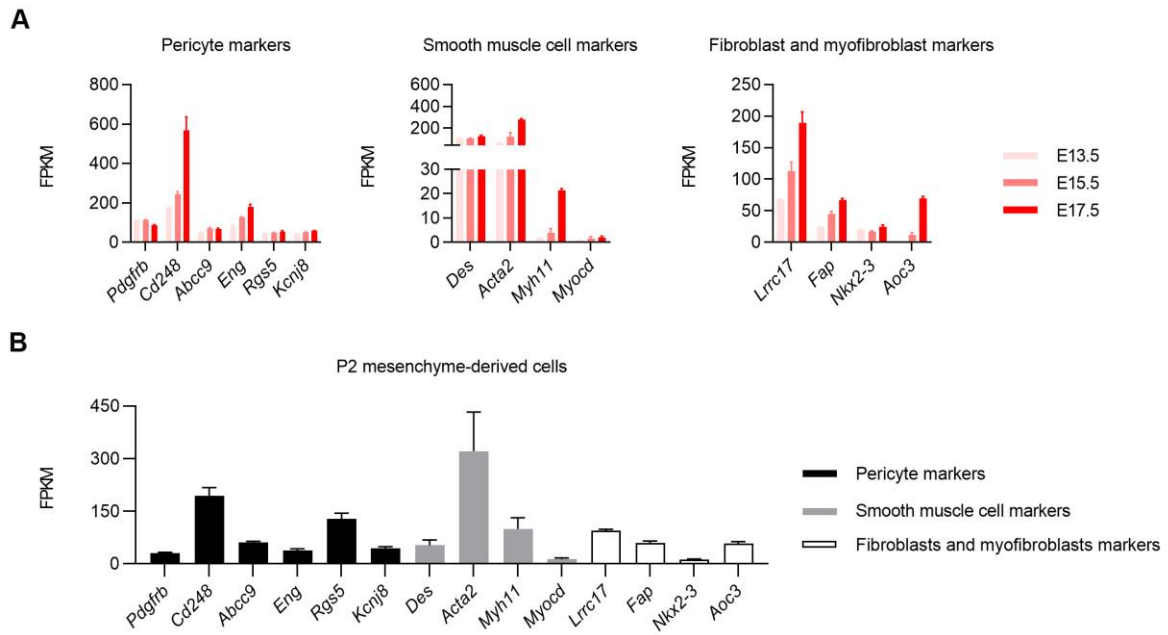 A
Pericyte markers
Smooth muscle cell markers
Fibroblast and myofibroblast markers
FPKM
800
600
400
200
0
Pdgfrb
Cd248
Abcc9
Eng
Rgs5
Kcnj8
FPKM
600
400
200
30
20
10
0
Des
Acta2
Myh11
Myocd
FPKM
250
200
150
100
50
0
Lrrc17
Fap
Nkx2-3
Aoc3
E13.5
E15.5
E17.5
B
P2 mesenchyme-derived cells
FPKM
450
300
150
0
Pdgfrb
Cd248
Abcc9
Eng
Rgs5
Kcnj8
Des
Acta2
Myh11
Myocd
Lrrc17
Fap
Nkx2-3
Aoc3
Pericyte markers
Smooth muscle cell markers
Fibroblasts and myofibroblasts markers